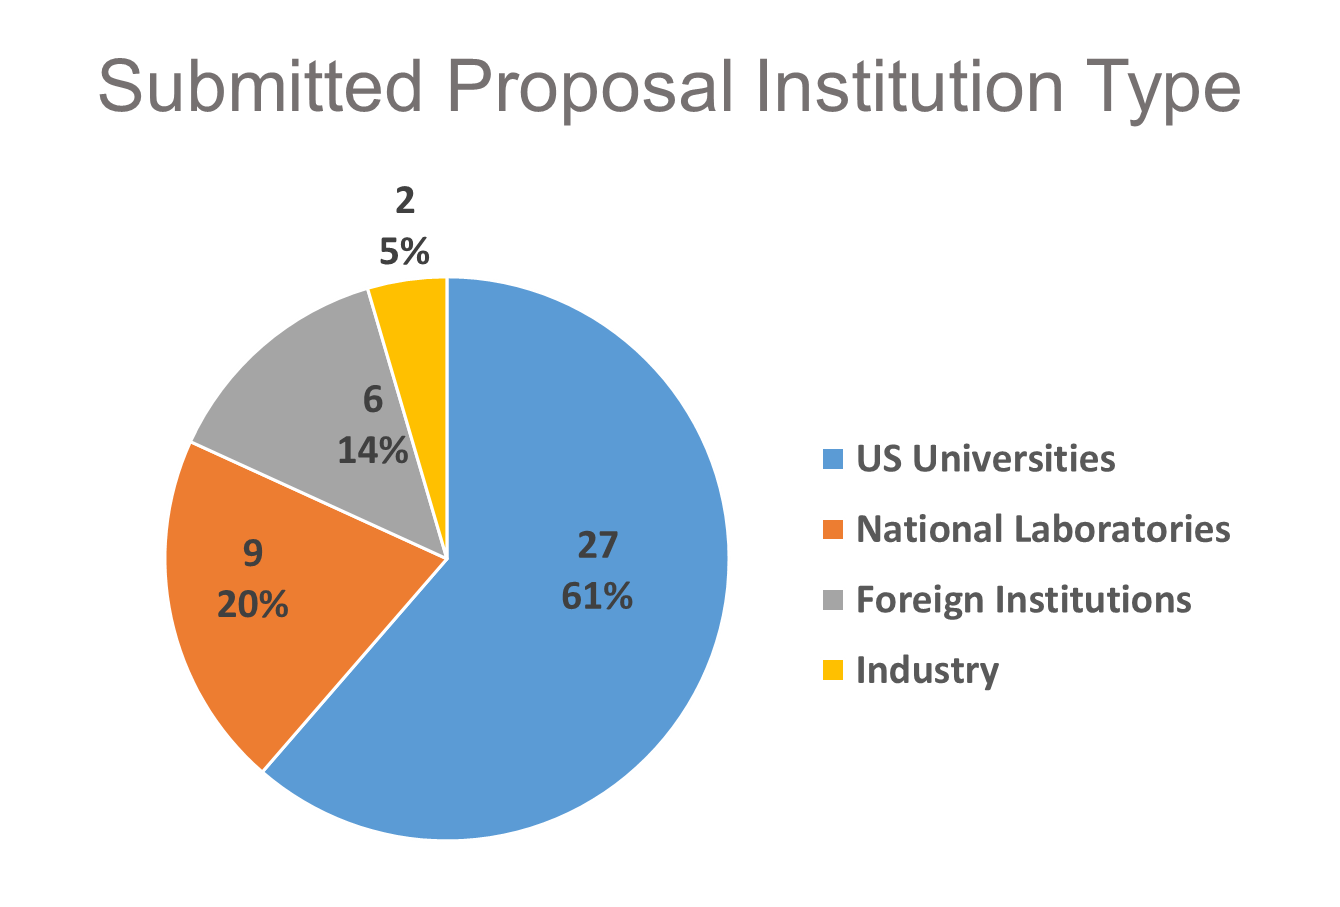 Submitted Proposal Institution Type
2
5%
6
14%
9
20%
27
61%
US Universities
National Laboratories
Foreign Institutions
Industry